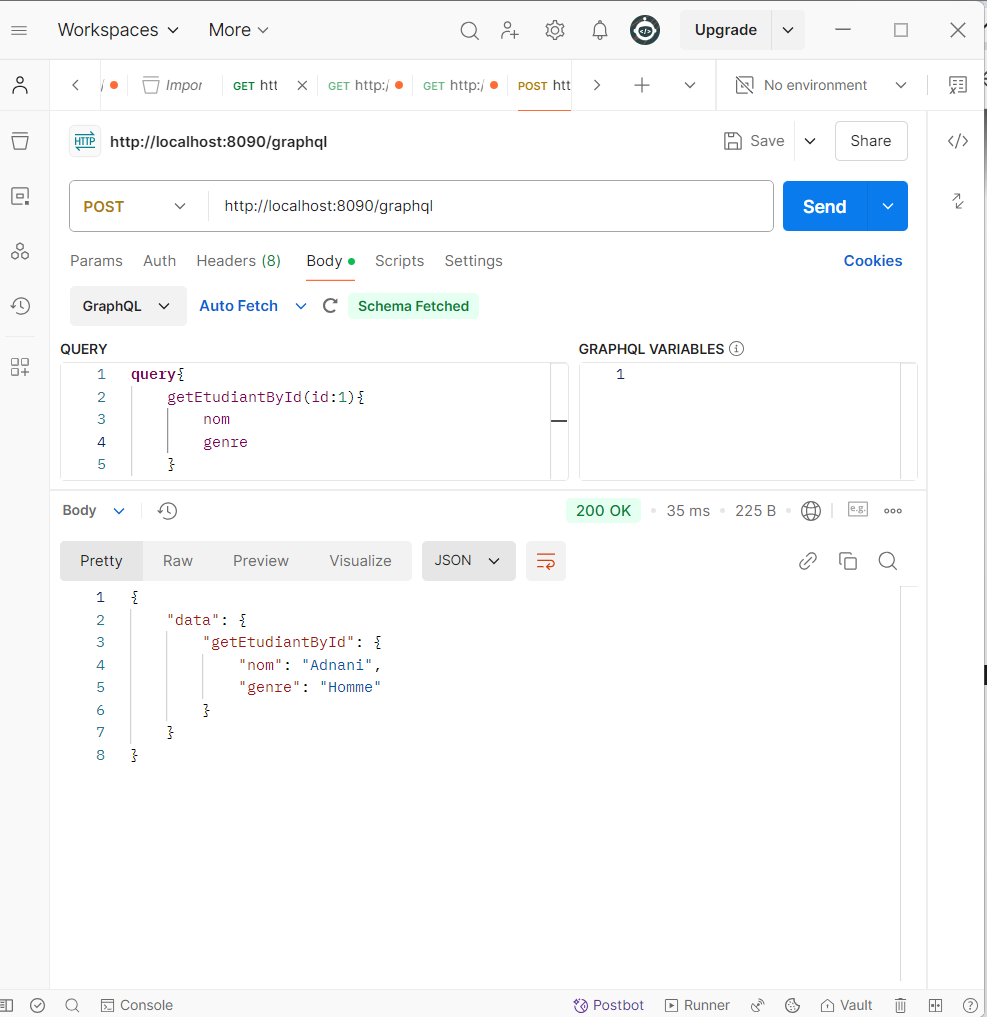 Workspaces More Upgrade
/ Impor GET htt GET http:/ GET http:/ POST htt No environment
HTTP http://localhost:8090/graphql Save Share
POST http://localhost:8090/graphql Send
Params Auth Headers (8) Body Scripts Settings Cookies
GraphQL Auto Fetch Schema Fetched
QUERY GRAPHQL VARIABLES
1 query{ 1
2 getEtudiantById(id:1){
3 nom
4 genre
5 }
Body 200 OK 35 ms 225 B e.g.
Pretty Raw Preview Visualize JSON
1 {
2 "data": {
3 "getEtudiantById": {
4 "nom": "Adnani",
5 "genre": "Homme"
6 }
7 }
8 }
Console Postbot Runner Vault